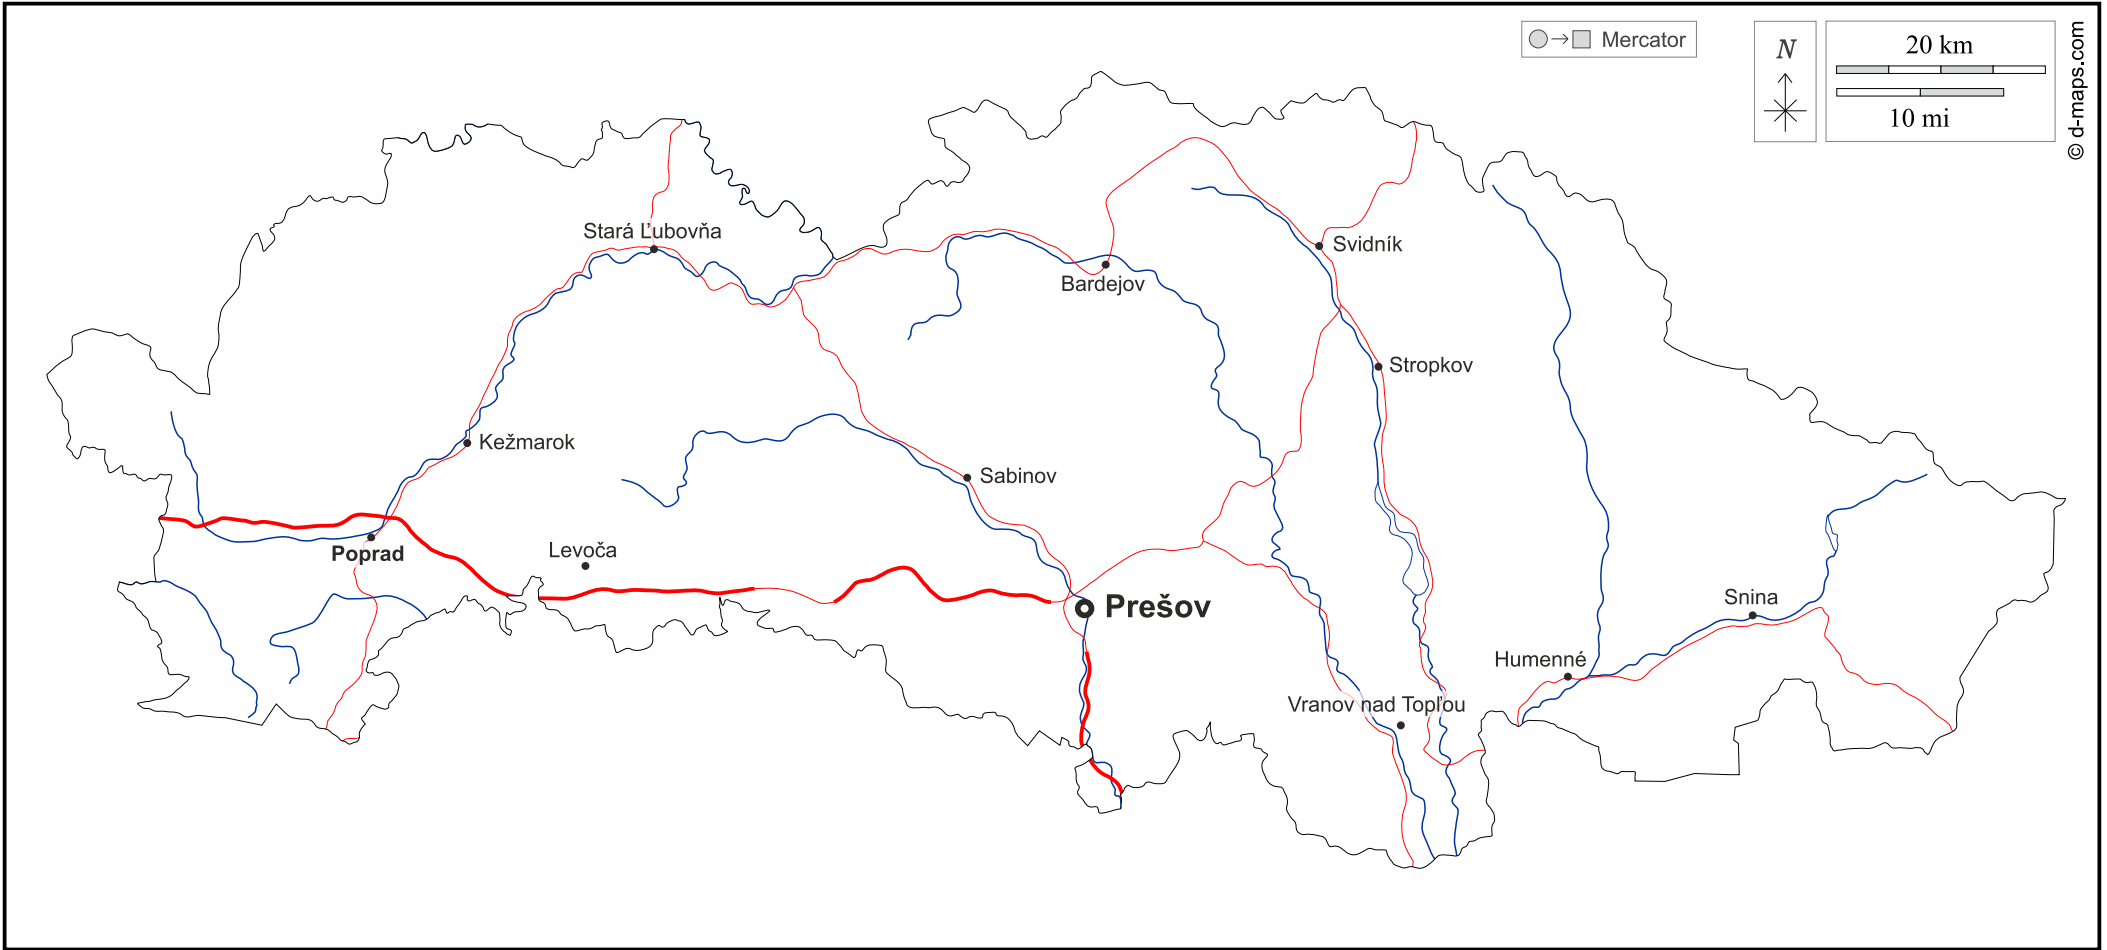 Mercator
N
20 km
10 mi
© d-maps.com
Stará Ľubovňa
Svidník
Bardejov
Stropkov
Kežmarok
Sabinov
Poprad
Levoča
Prešov
Snina
Humenné
Vranov nad Topľou